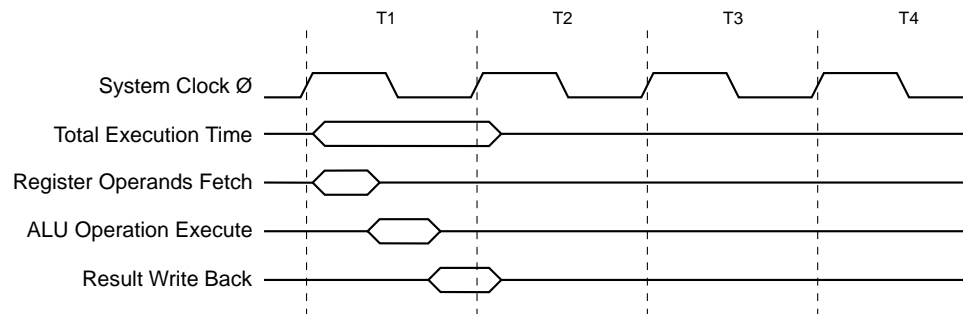 T1 T2 T3 T4
System Clock Ø
Total Execution Time
Register Operands Fetch
ALU Operation Execute
Result Write Back